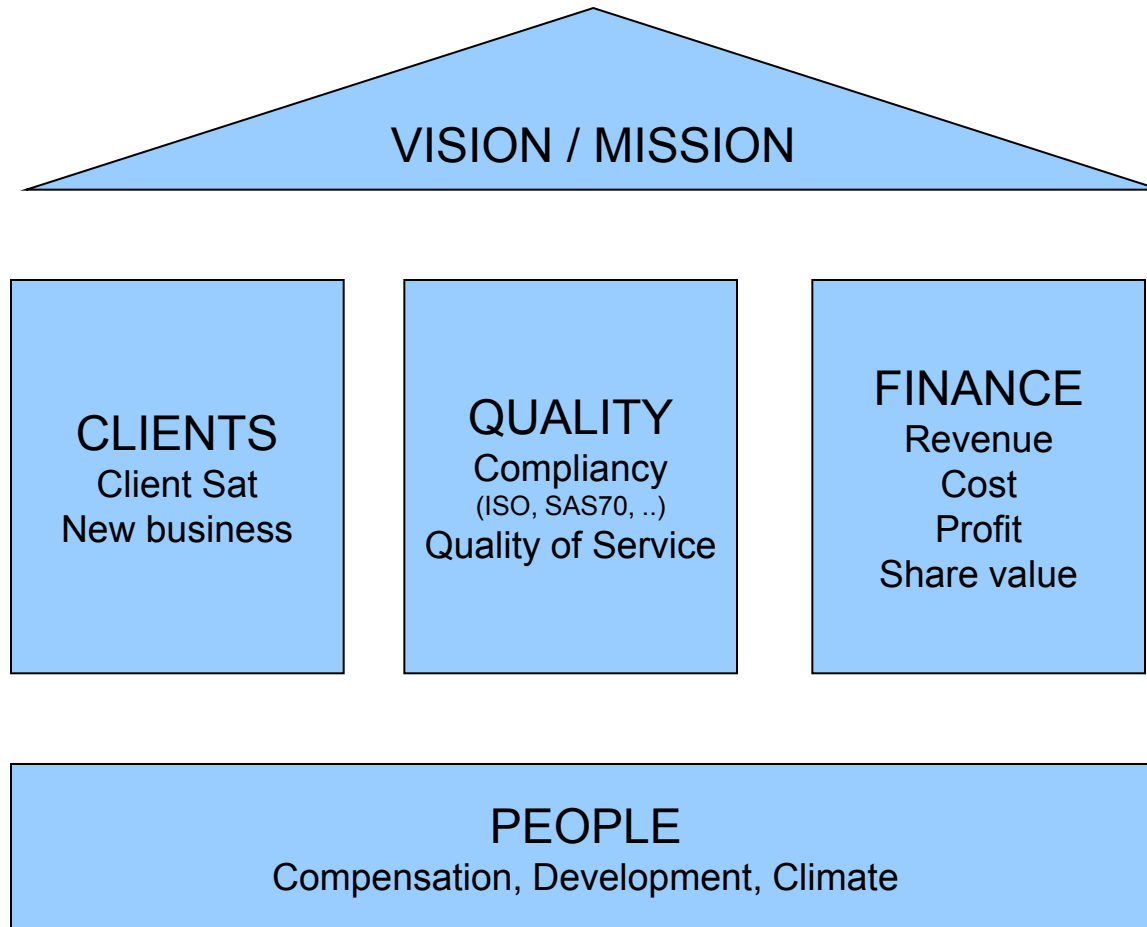 VISION / MISSION
CLIENTS
Client Sat
New business
QUALITY
Compliancy
(ISO, SAS70, ..)
Quality of Service
FINANCE
Revenue
Cost
Profit
Share value
PEOPLE
Compensation, Development, Climate